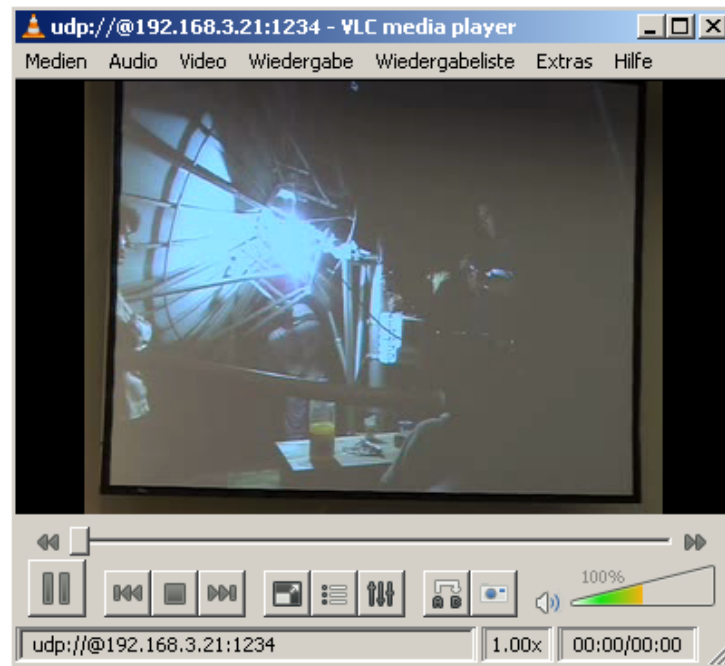 udp://@192.168.3.21:1234 - VLC media player
Medien Audio Video Wiedergabe Wiedergabeliste Extras Hilfe
A B
100%
udp://@192.168.3.21:1234 1.00x 00:00/00:00